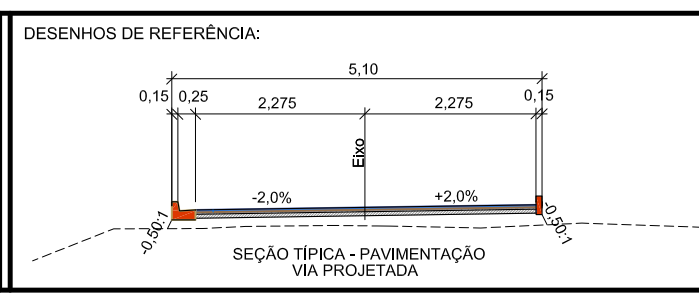 DESENHOS DE REFERÊNCIA:
5,10
0,15 0,25 2,275 2,275 0,15
Eixo
-2,0% +2,0%
-0,50:1 -0,50:1
SEÇÃO TÍPICA - PAVIMENTAÇÃO
VIA PROJETADA